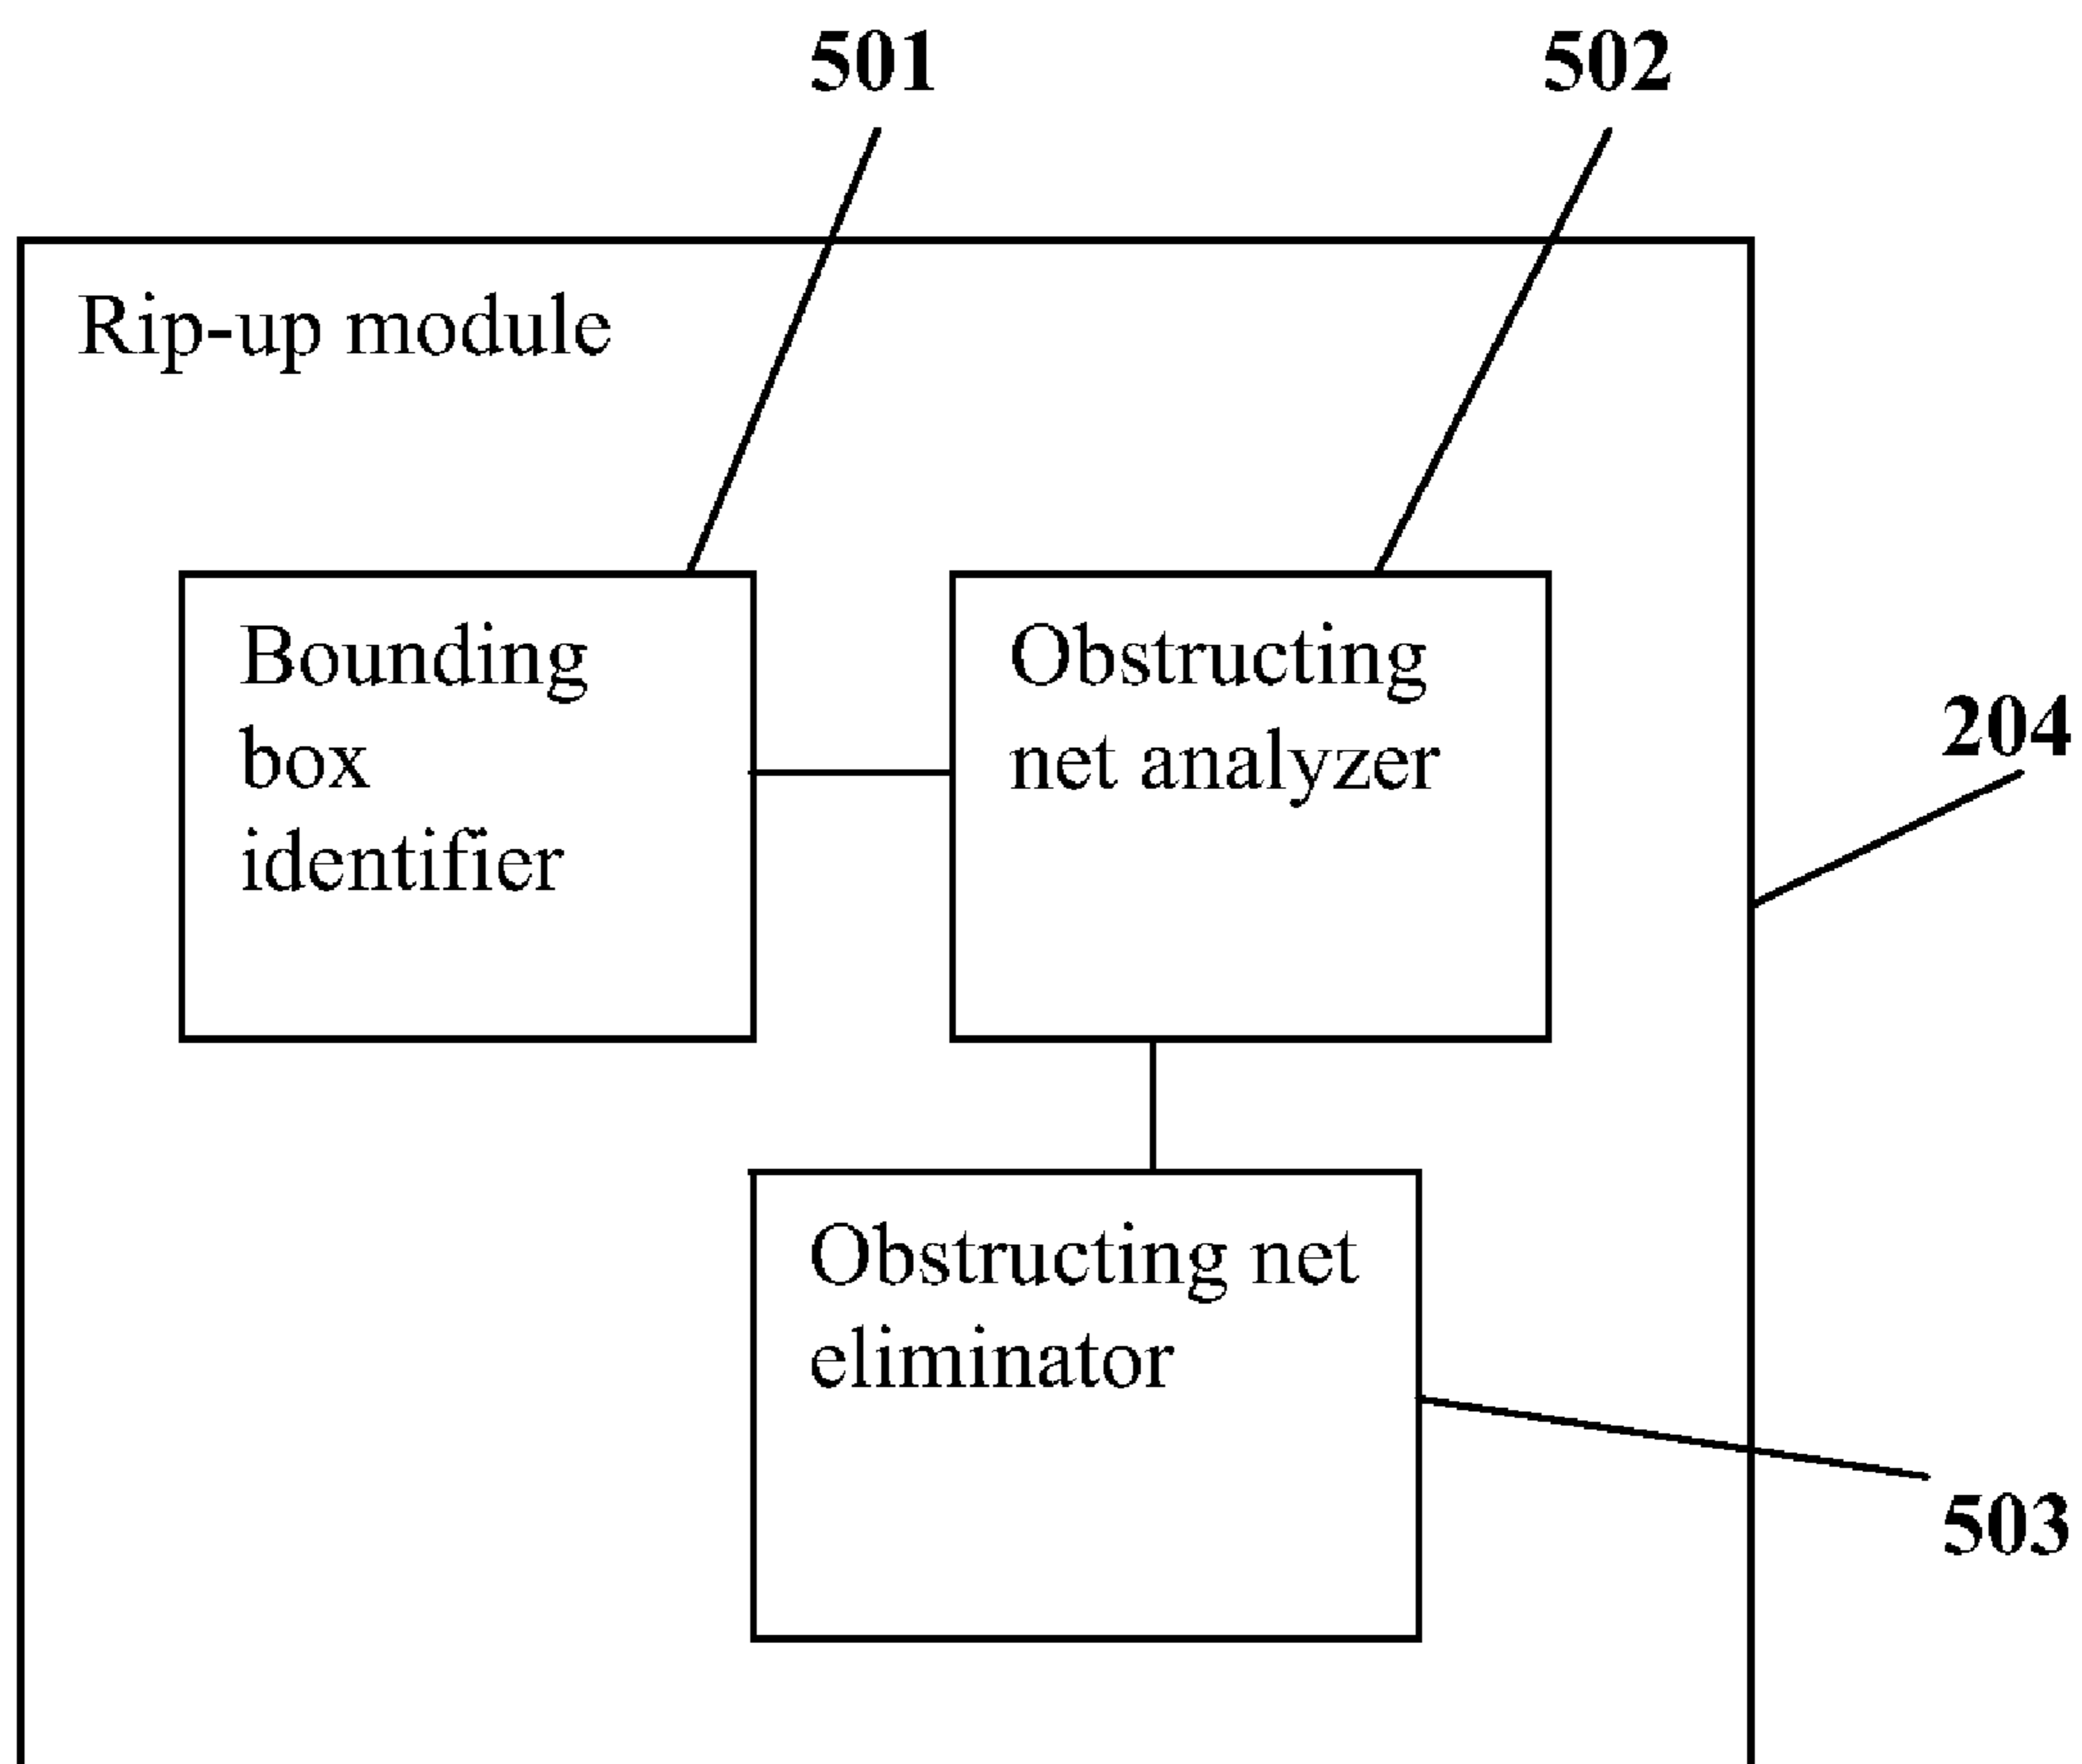 501
502
Rip-up module
Bounding
box
identifier
Obstructing
net analyzer
204
Obstructing net
eliminator
503